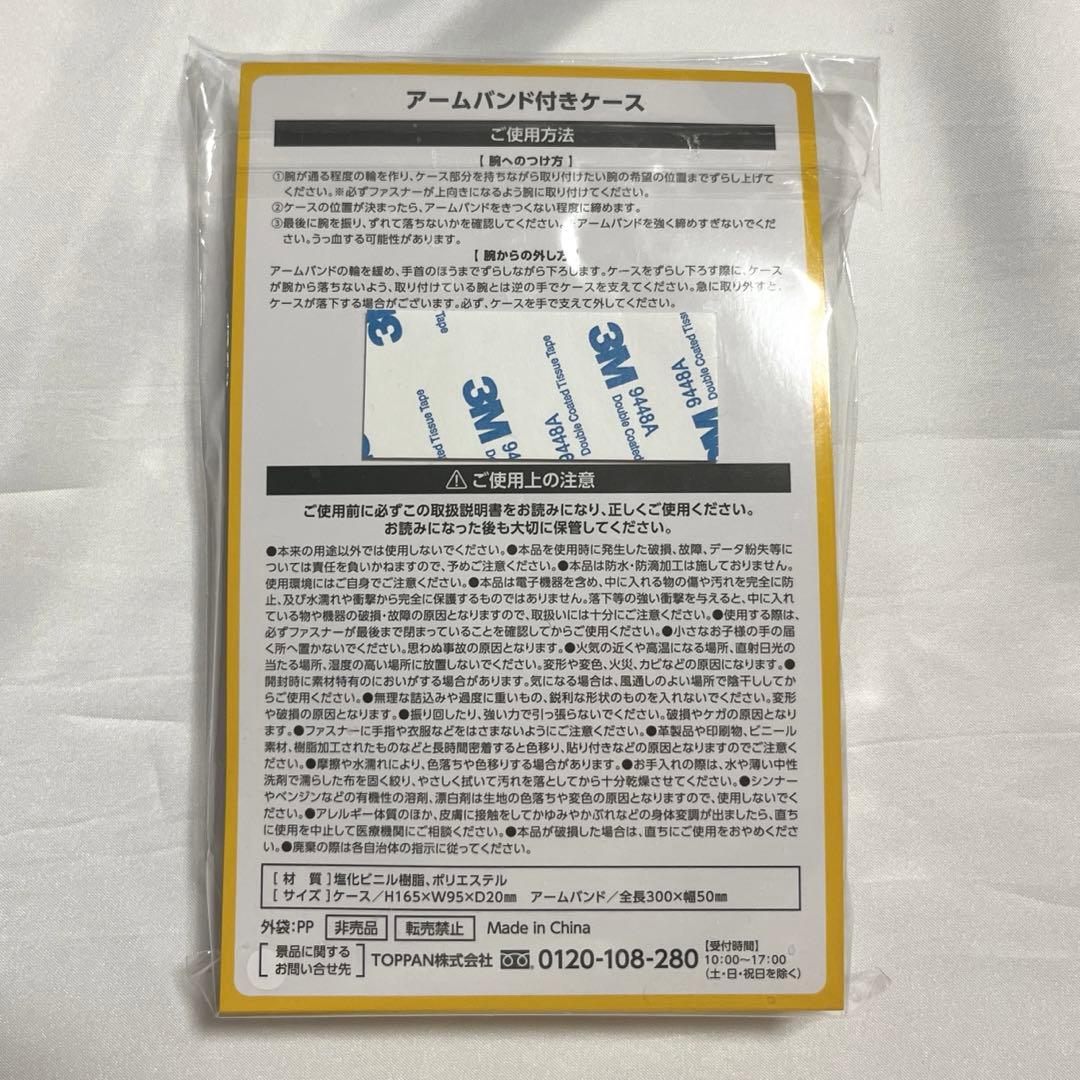 アームバンド付きケース
ご使用方法
【腕へのつけ方】
①腕が通る程度の輪を作り、ケース部分を持ちながら取り付けたい腕の希望の位置までずらし上げて
ください。※必ずファスナーが上向きになるよう腕に取り付けてください。
②ケースの位置が決まったら、アームバンドをきつくない程度に締めます。
③最後に腕を振り、ずれて落ちないかを確認してください。アームバンドを強く締めすぎないでくだ
さい。うっ血する可能性があります。
【腕からの外し方
アームバンドの輪を緩め、手首のほうまでずらしながら下ろします。ケースをずらし下ろす際に、ケース
が腕から落ちないよう、取り付けている腕とは逆の手でケースを支えてください。急に取り外すと、
ケースが落下する場合がございます。必ず、ケースを手で支えて外してください。
3M
Tape
ted Tissue Tape
3M
9448A
Double Coated Tissue Tape
3M 9448A
Double Coated
3M 9448A
Double Coated Tissu
⚠ご使用上の注意
ご使用前に必ずこの取扱説明書をお読みになり、正しくご使用ください。
お読みになった後も大切に保管してください。
●本来の用途以外では使用しないでください。●本品を使用時に発生した破損、故障、データ紛失等に
ついては責任を負いかねますので、予めご注意ください。●本品は防水・防滴加工は施しておりません。
使用環境にはご自身でご注意ください。●本品は電子機器を含め、中に入れる物の傷や汚れを完全に防
止、及び水濡れや衝撃から完全に保護するものではありません。落下等の強い衝撃を与えると、中に入れ
ている物や機器の破損・故障の原因となりますので、取扱いには十分にご注意ください。●使用する際は、
必ずファスナーが最後まで閉まっていることを確認してからご使用ください。●小さなお子様の手の届
く所へ置かないでください。思わぬ事故の原因となります。●火気の近くや高温になる場所、直射日光の
当たる場所、湿度の高い場所に放置しないでください。変形や変色、火災、カビなどの原因になります。●
開封時に素材特有のにおいがする場合があります。気になる場合は、風通しのよい場所で陰干ししてか
らご使用ください。●無理な詰込みや過度に重いもの、鋭利な形状のものを入れないでください。変形
や破損の原因となります。●振り回したり、強い力で引っ張らないでください。破損やケガの原因となり
ます。●ファスナーに手指や衣服などをはさまないようにご注意ください。●革製品や印刷物、ビニール
素材、樹脂加工されたものなどと長時間密着すると色移り、貼り付きなどの原因となりますのでご注意く
ださい。●摩擦や水濡れにより、色落ちや色移りする場合があります。●お手入れの際は、水や薄い中性
洗剤で濡らした布を固く絞り、やさしく拭いて汚れを落としてから十分乾燥させてください。●シンナー
やベンジンなどの有機性の溶剤、漂白剤は生地の色落ちや変色の原因となりますので、使用しないでく
ださい。●アレルギー体質のほか、皮膚に接触をしてかゆみやかぶれなどの身体変調が出ましたら、直ち
に使用を中止して医療機関にご相談ください。●本品が破損した場合は、直ちにご使用をおやめくださ
い。●廃棄の際は各自治体の指示に従ってください。
[材 質]塩化ビニル樹脂、ポリエステル
[サイズ]ケース/H165×W95×D20㎜ アームバンド/全長300×幅50㎜
外袋:PP 非売品 転売禁止 Made in China
[景品に関する
お問い合せ先] TOPPAN株式会社 0120-108-280 【受付時間】
10:00〜17:00
(土・日・祝日を除く)